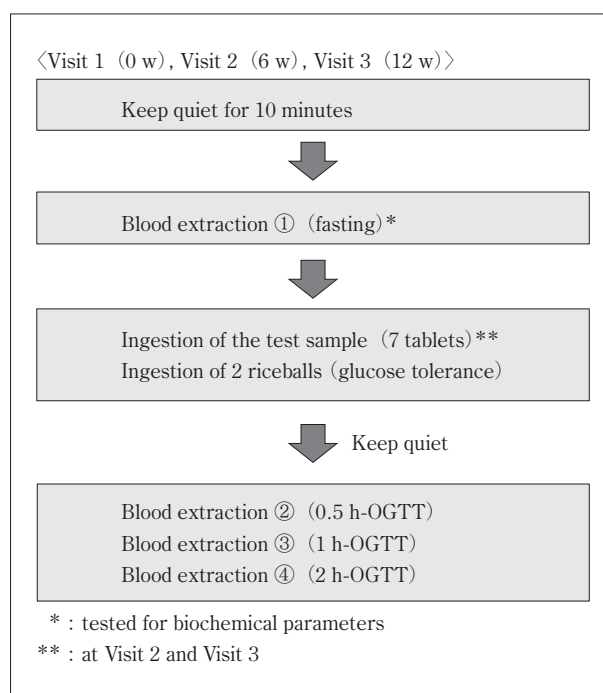 〈Visit 1 (0 w), Visit 2 (6 w), Visit 3 (12 w)〉
Keep quiet for 10 minutes
Blood extraction ① (fasting)*
Ingestion of the test sample (7 tablets)**
Ingestion of 2 riceballs (glucose tolerance)
Keep quiet
Blood extraction ② (0.5 h-OGTT)
Blood extraction ③ (1 h-OGTT)
Blood extraction ④ (2 h-OGTT)
* : tested for biochemical parameters
** : at Visit 2 and Visit 3